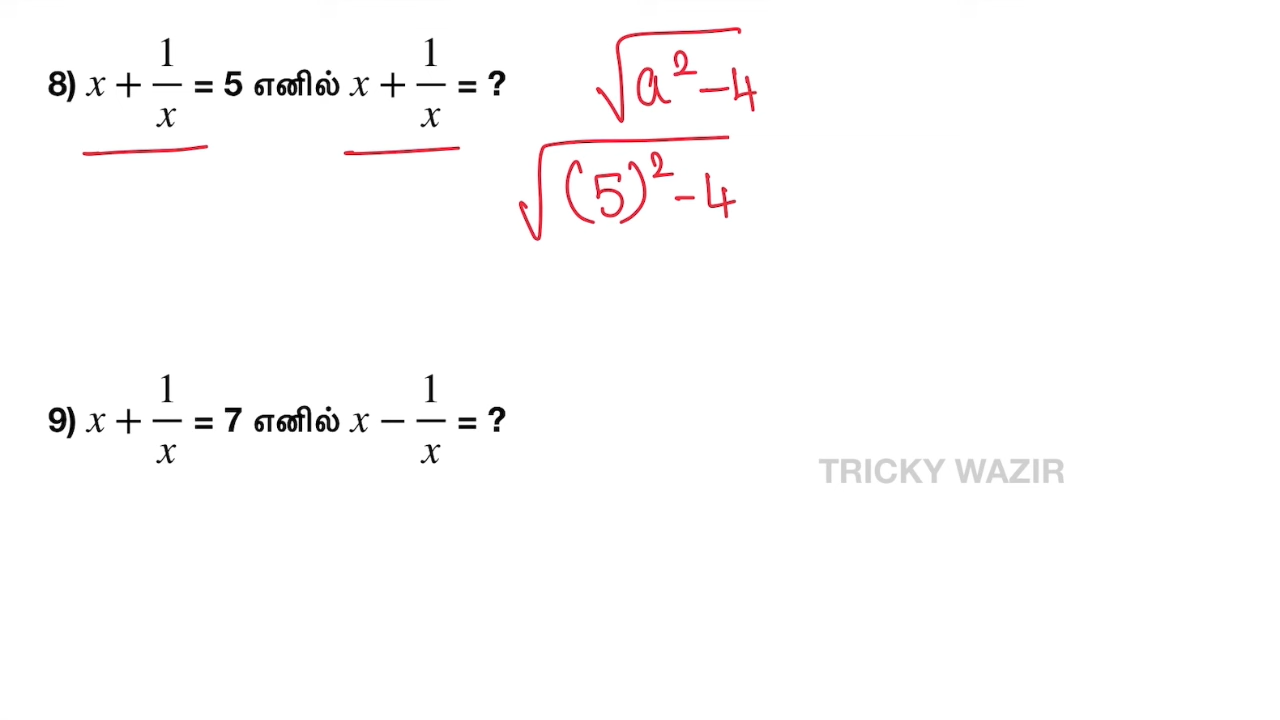 8) x + 1/x = 5 எனில் x + 1/x = ?
√(a² − 4)
√((5)² − 4)
9) x + 1/x = 7 எனில் x − 1/x = ?
TRICKY WAZIR